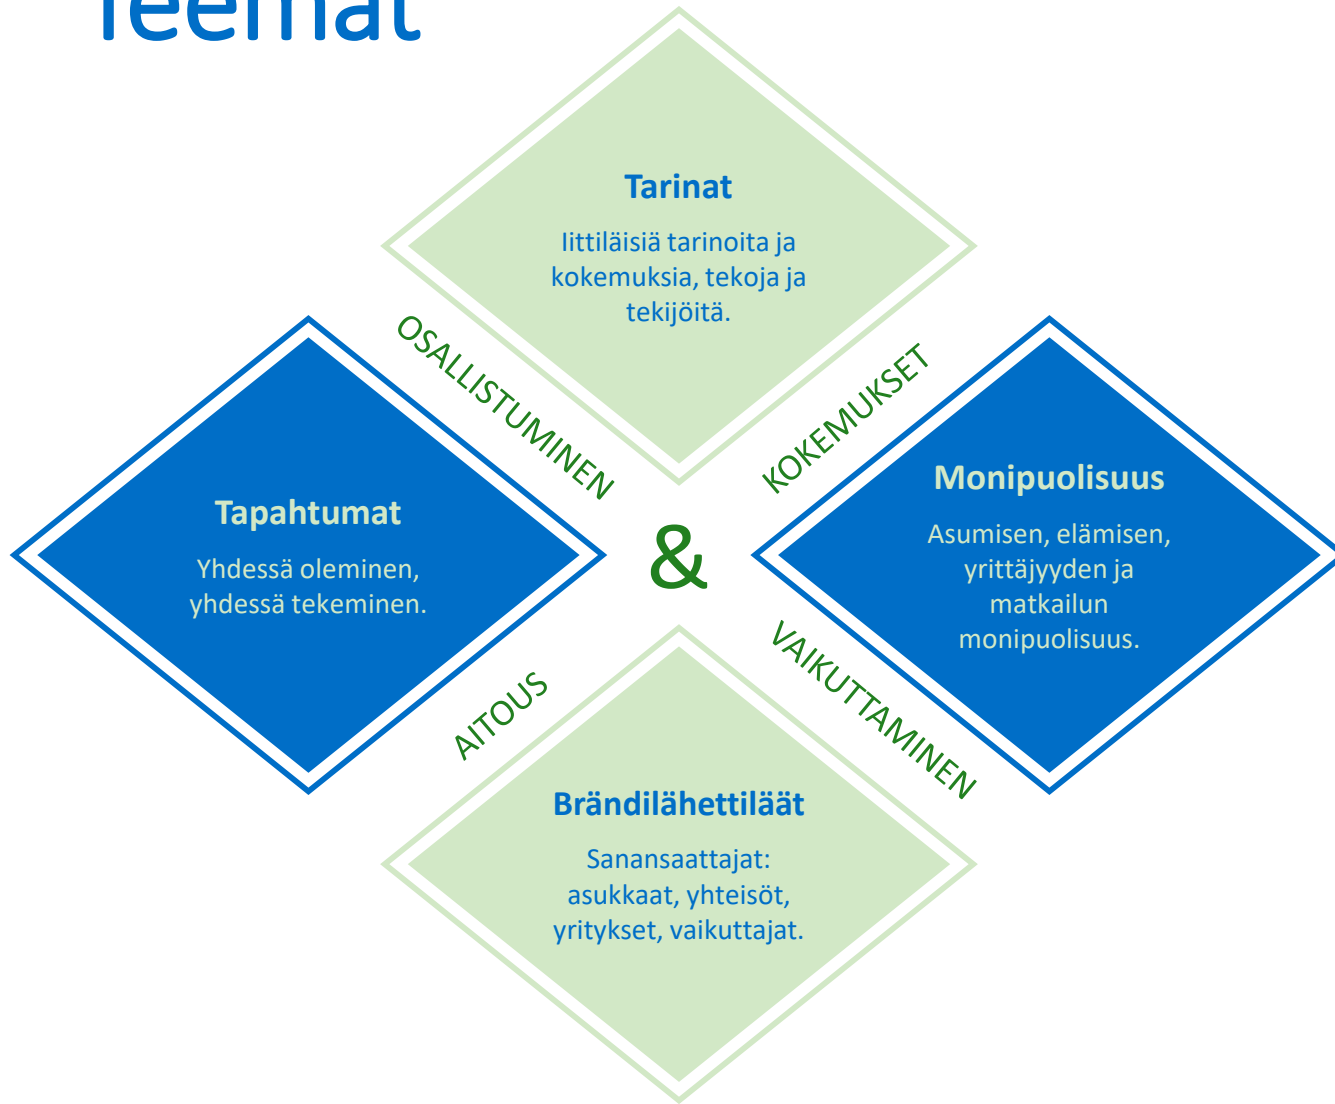 Teemat
Tarinat
Iittiläisiä tarinoita ja
kokemuksia, tekoja ja
tekijöitä.
OSALLISTUMINEN
KOKEMUKSET
Tapahtumat
Yhdessä oleminen,
yhdessä tekeminen.
&
Monipuolisuus
Asumisen, elämisen,
yrittäjyyden ja
matkailun
monipuolisuus.
AITOUS
VAIKUTTAMINEN
Brändilähettiläät
Sanansaattajat:
asukkaat, yhteisöt,
yritykset, vaikuttajat.